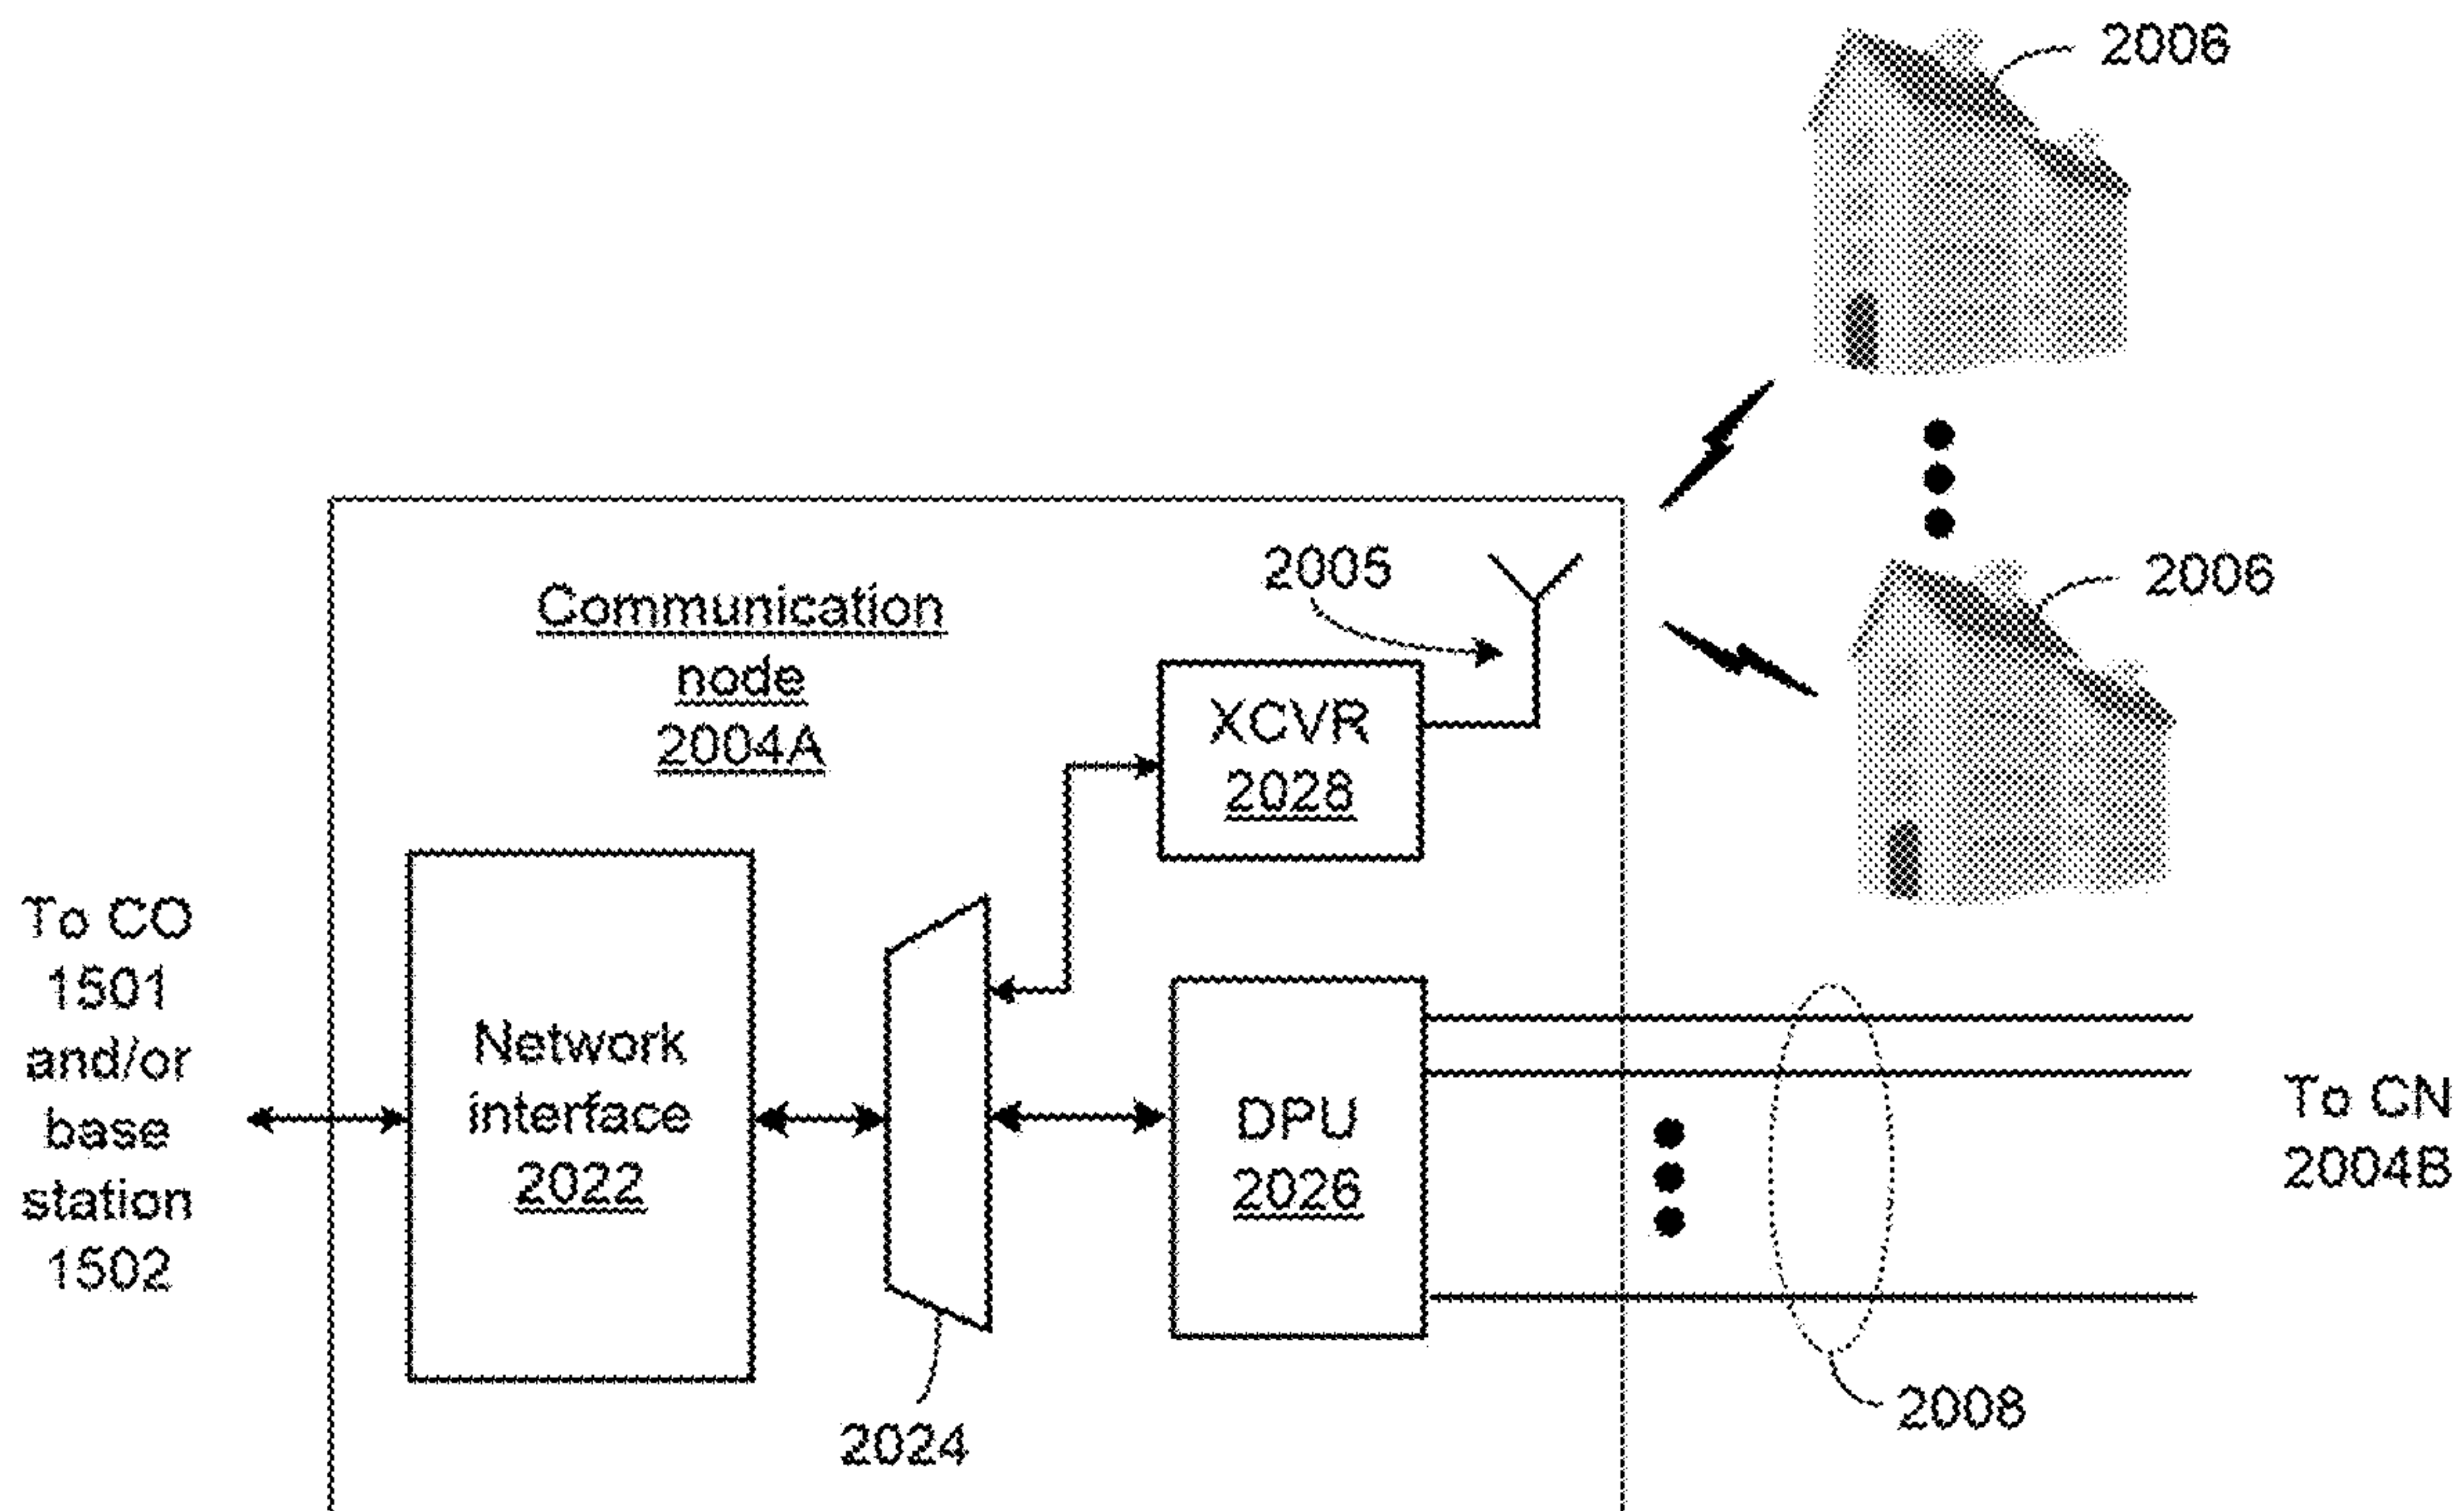 2006
2006
2005
Communication
node
2004A
XCVR
2028
To CO
1501
and/or
base
station
1502
Network
interface
2022
DPU
2026
To CN
2004B
2024
2008